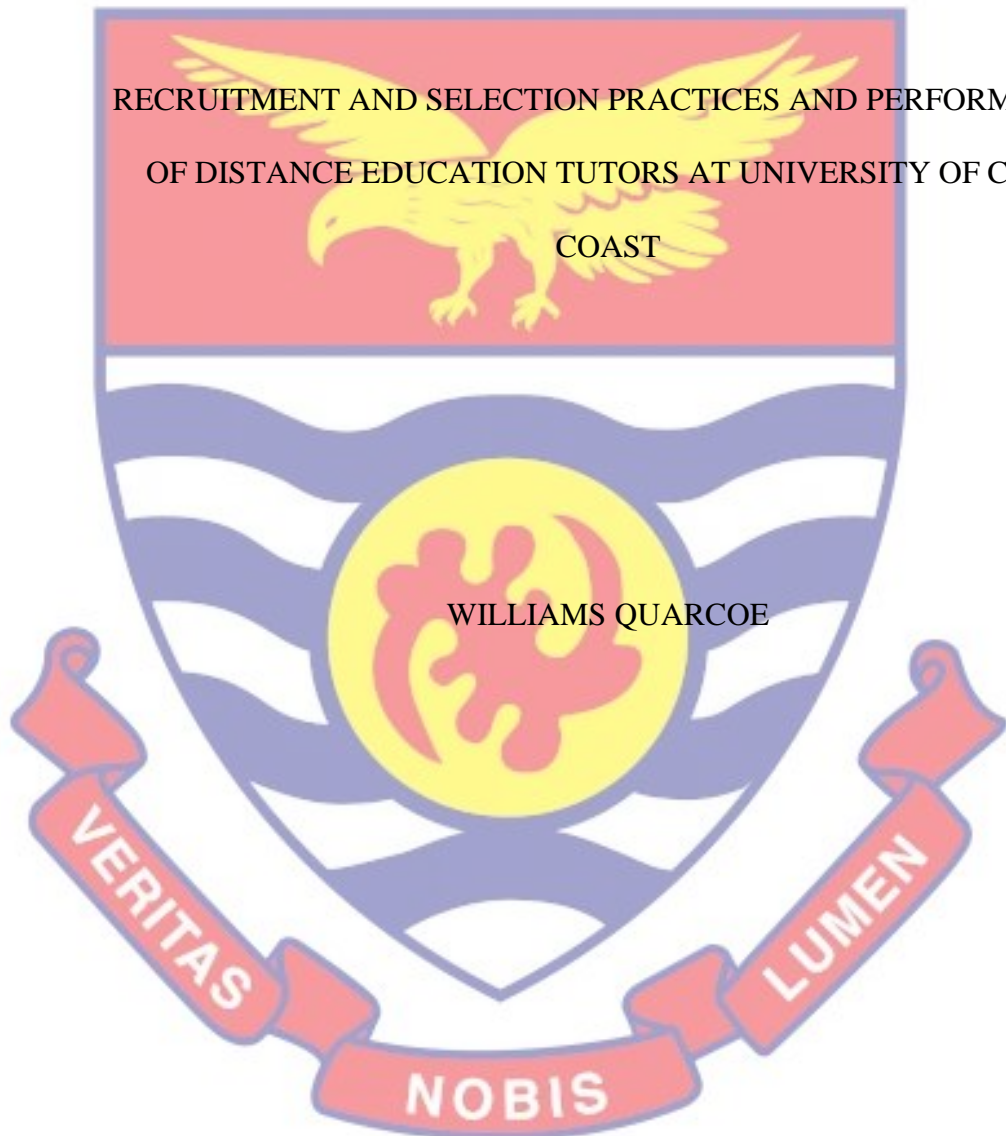 RECRUITMENT AND SELECTION PRACTICES AND PERFORM
OF DISTANCE EDUCATION TUTORS AT UNIVERSITY OF C
COAST
WILLIAMS QUARCOE
VERITAS
NOBIS
LUMEN